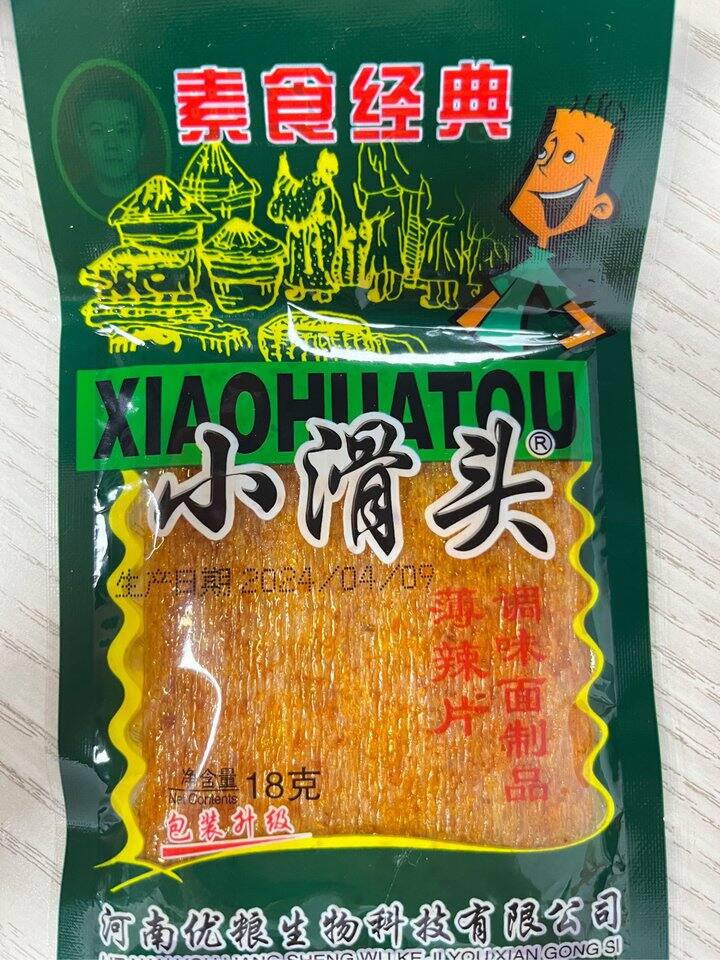 素食经典
XIAOHUATOU
小滑头®
生产日期 2024/04/09
调味面制品
薄辣片
净含量 18克
Net Contents
包装升级
河南优粮生物科技有限公司